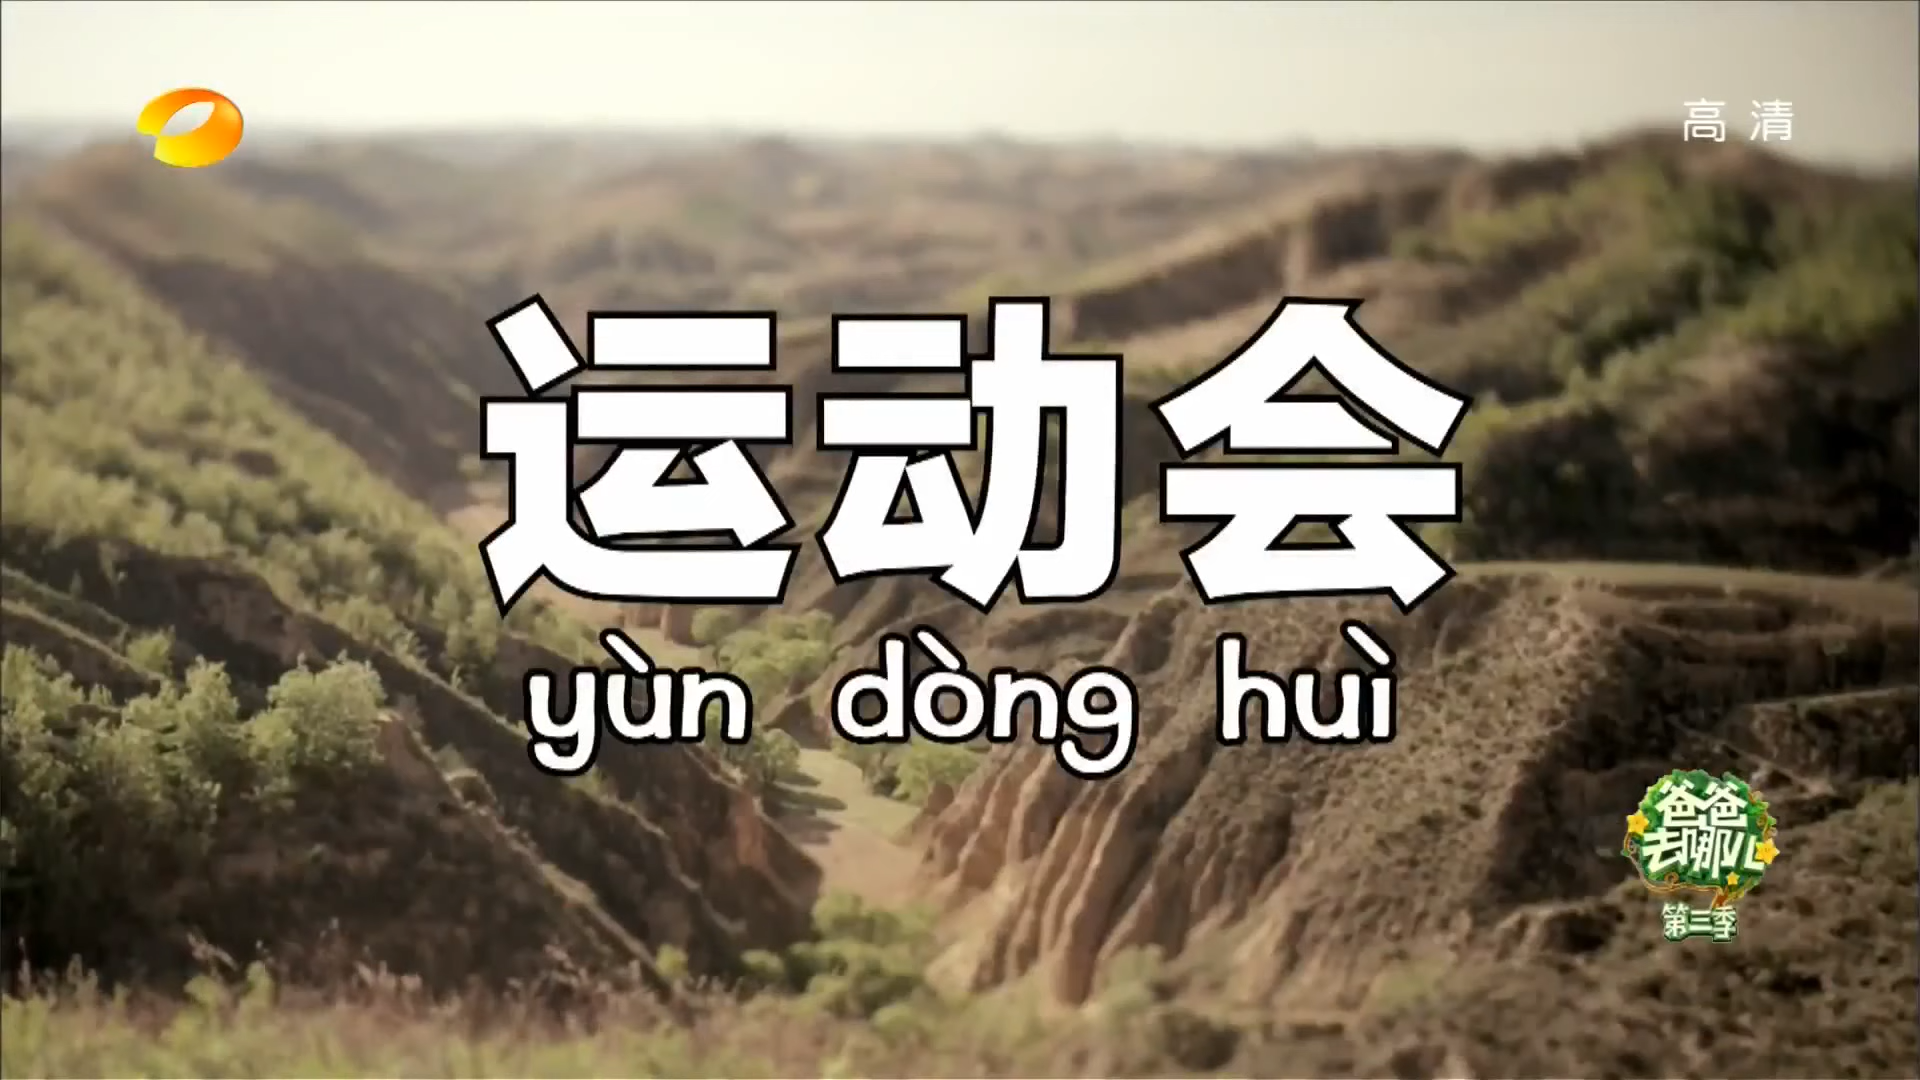 高清
运动会
yùn dòng huì
爸爸
去哪儿
第三季